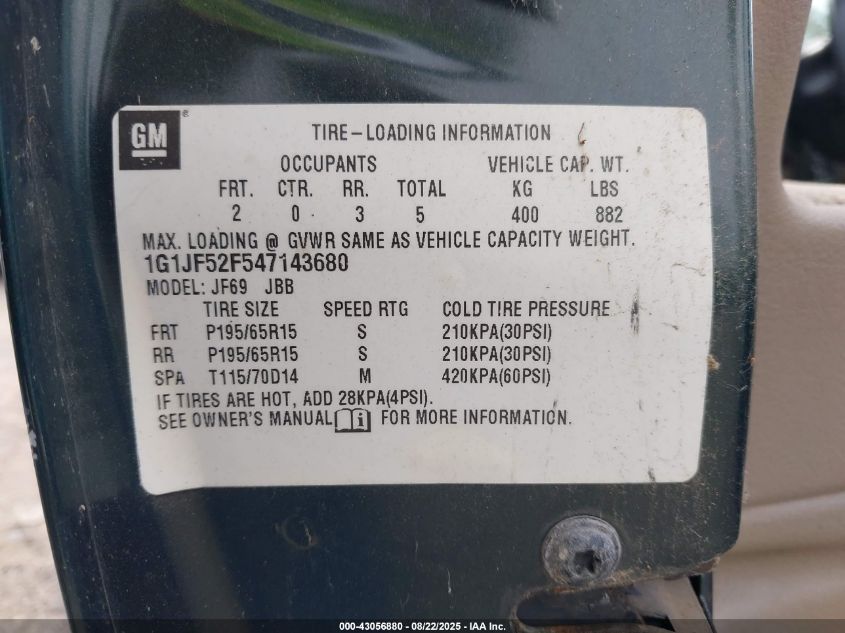 GM ® TIRE-LOADING INFORMATION
OCCUPANTS VEHICLE CAP. WT.
FRT. CTR. RR. TOTAL KG LBS
2 0 3 5 400 882
MAX. LOADING @ GVWR SAME AS VEHICLE CAPACITY WEIGHT.
1G1JF52F547143680
MODEL: JF69 JBB
TIRE SIZE SPEED RTG COLD TIRE PRESSURE
FRT P195/65R15 S 210KPA(30PSI)
RR P195/65R15 S 210KPA(30PSI)
SPA T115/70D14 M 420KPA(60PSI)
IF TIRES ARE HOT, ADD 28KPA(4PSI).
SEE OWNER'S MANUAL i FOR MORE INFORMATION.
000-43056880 - 08/22/2025 - IAA Inc.